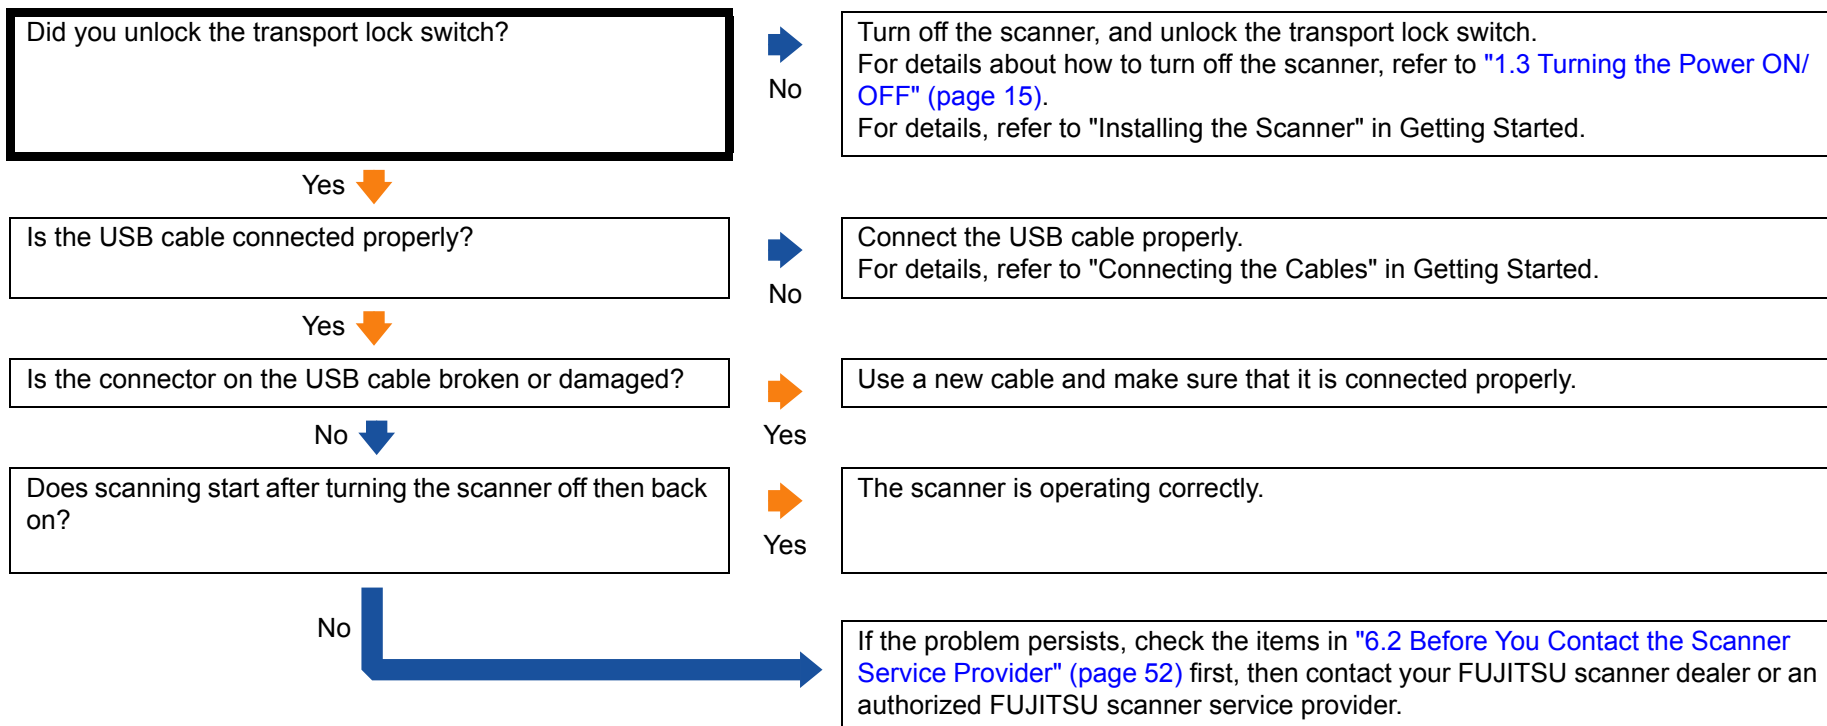 Did you unlock the transport lock switch?
No
Turn off the scanner, and unlock the transport lock switch.
For details about how to turn off the scanner, refer to "1.3 Turning the Power ON/
OFF" (page 15).
For details, refer to "Installing the Scanner" in Getting Started.
Yes
Is the USB cable connected properly?
No
Connect the USB cable properly.
For details, refer to "Connecting the Cables" in Getting Started.
Yes
Is the connector on the USB cable broken or damaged?
Yes
Use a new cable and make sure that it is connected properly.
No
Does scanning start after turning the scanner off then back
on?
Yes
The scanner is operating correctly.
No
If the problem persists, check the items in "6.2 Before You Contact the Scanner
Service Provider" (page 52) first, then contact your FUJITSU scanner dealer or an
authorized FUJITSU scanner service provider.